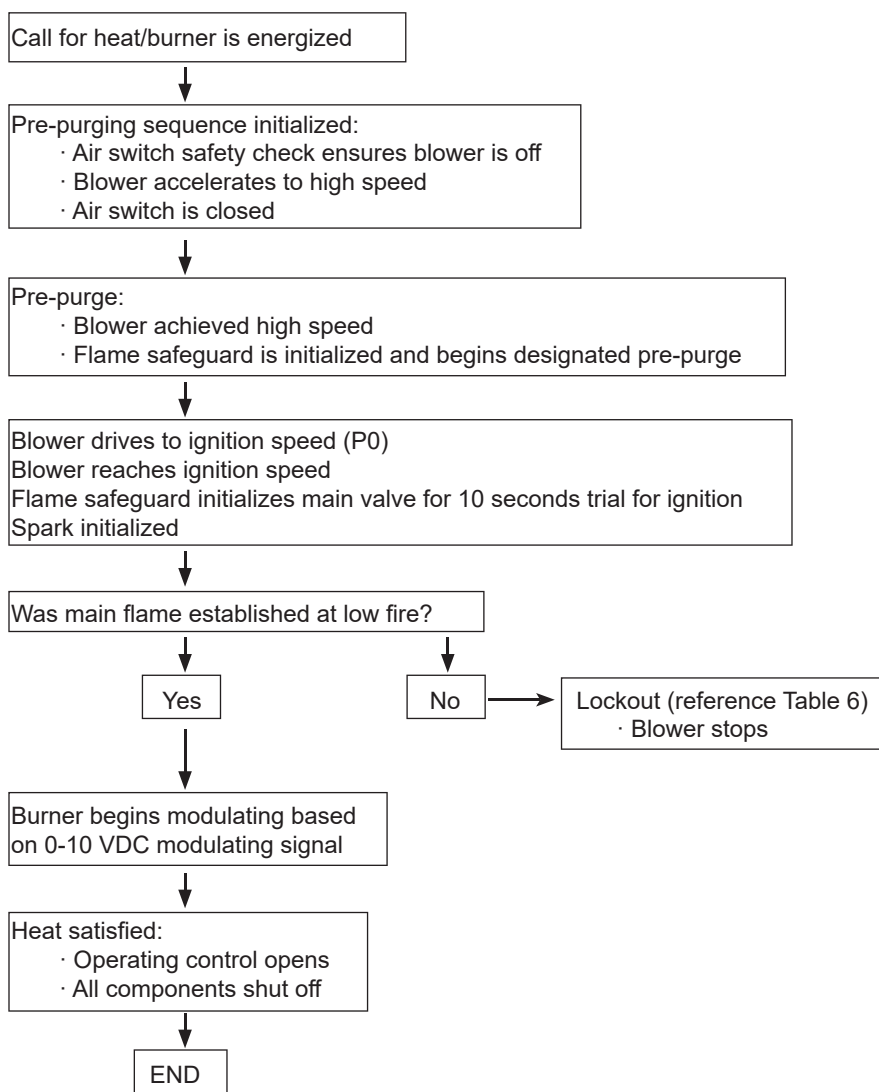 Call for heat/burner is energized
Pre-purging sequence initialized:
· Air switch safety check ensures blower is off
· Blower accelerates to high speed
· Air switch is closed
Pre-purge:
· Blower achieved high speed
· Flame safeguard is initialized and begins designated pre-purge
Blower drives to ignition speed (P0)
Blower reaches ignition speed
Flame safeguard initializes main valve for 10 seconds trial for ignition
Spark initialized
Was main flame established at low fire?
Yes
No
Lockout (reference Table 6)
· Blower stops
Burner begins modulating based
on 0-10 VDC modulating signal
Heat satisfied:
· Operating control opens
· All components shut off
END